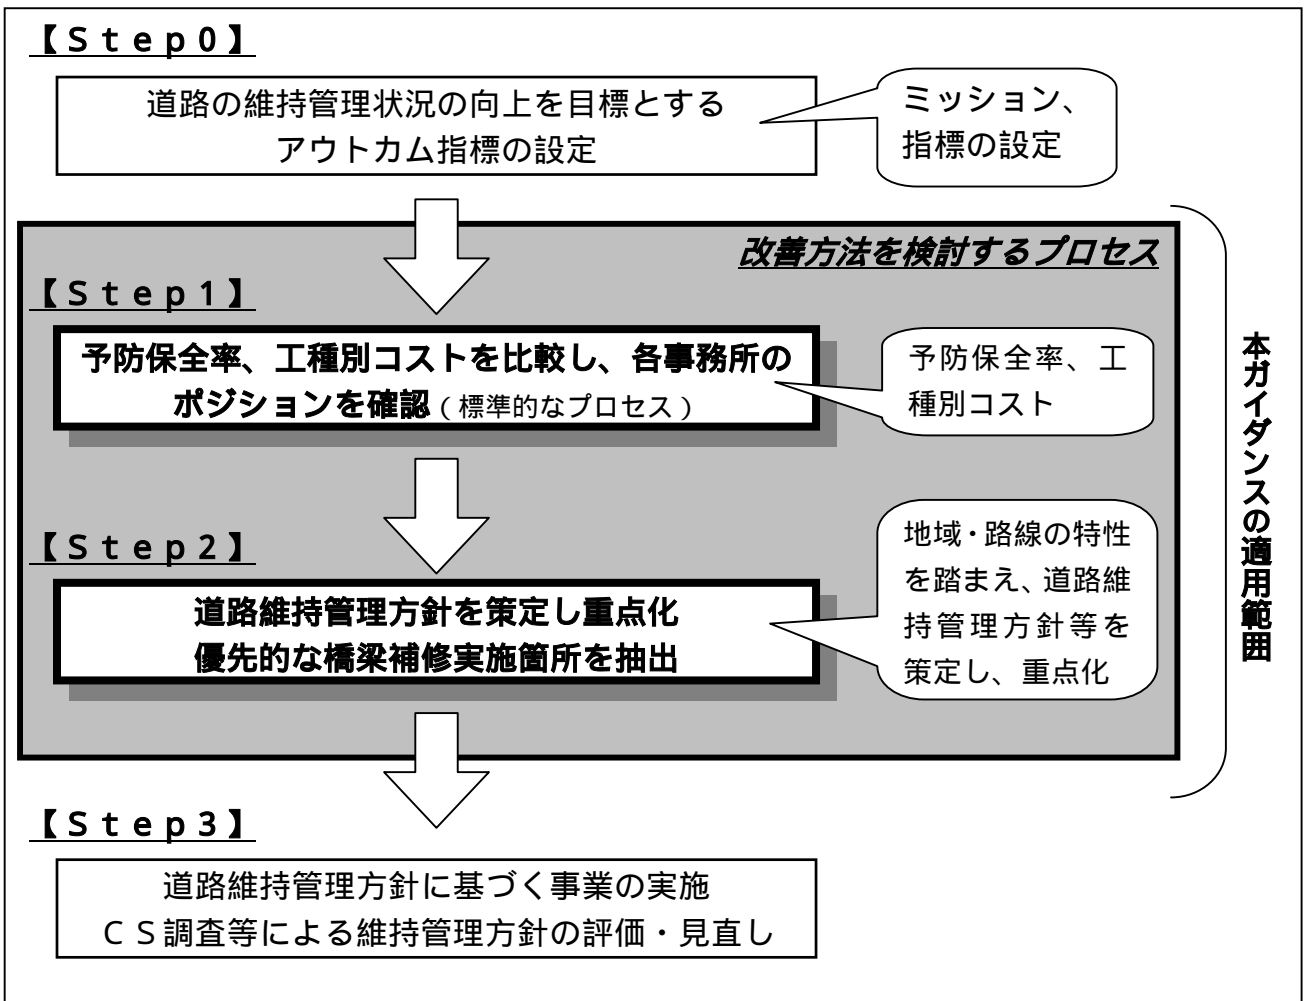 【Step0】
道路の維持管理状況の向上を目標とする
アウトカム指標の設定
ミッション、
指標の設定
改善方法を検討するプロセス
【Step1】
予防保全率、工種別コストを比較し、各事務所の
ポジションを確認(標準的なプロセス)
予防保全率、工
種別コスト
【Step2】
道路維持管理方針を策定し重点化
優先的な橋梁補修実施箇所を抽出
地域・路線の特性
を踏まえ、道路維
持管理方針等を
策定し、重点化
本ガイダンスの適用範囲
【Step3】
道路維持管理方針に基づく事業の実施
CS調査等による維持管理方針の評価・見直し